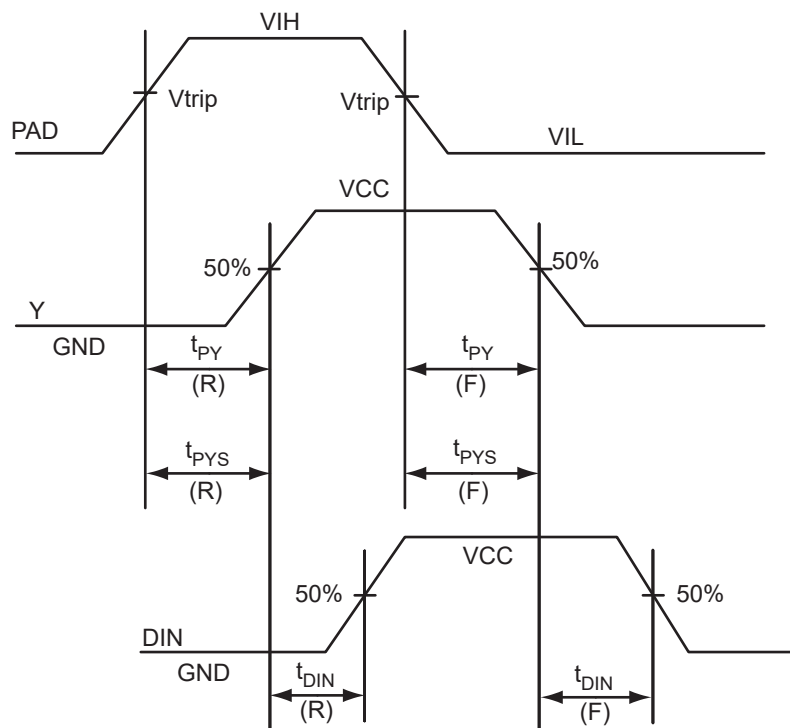 VIH
Vtrip
Vtrip
PAD
VIL
VCC
50%
50%
Y
GND
tPY
(R)
tPY
(F)
tPYS
(R)
tPYS
(F)
VCC
50%
50%
DIN
GND
tDIN
(R)
tDIN
(F)